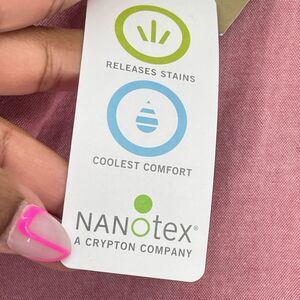 RELEASES STAINS
COOLEST COMFORT
NANOtex®
A CRYPTON COMPANY